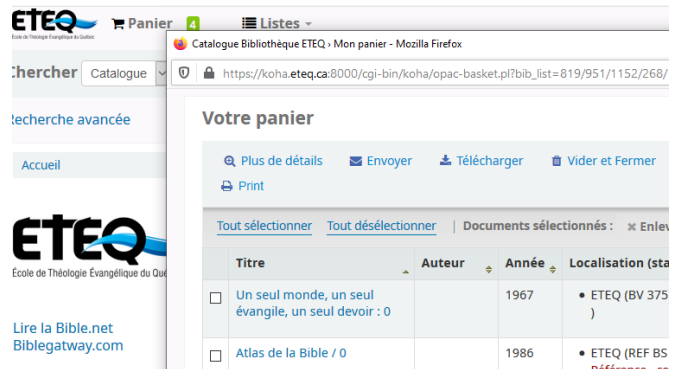 ETEQ
École de Théologie Évangélique du Québec
Panier 4
Listes
Catalogue Bibliothèque ETEQ › Mon panier - Mozilla Firefox
Chercher Catalogue
https://koha.eteq.ca:8000/cgi-bin/koha/opac-basket.pl?bib_list=819/951/1152/268/
Recherche avancée
Votre panier
Accueil
Plus de détails Envoyer Télécharger Vider et Fermer
Print
Tout sélectionner Tout désélectionner | Documents sélectionnés : Enlev
ETEQ
École de Théologie Évangélique du Qué
Titre Auteur Année Localisation (sta
Un seul monde, un seul 1967 • ETEQ (BV 375
évangile, un seul devoir : 0 )
Lire la Bible.net
Biblegatway.com
Atlas de la Bible / 0 1986 • ETEQ (REF BS